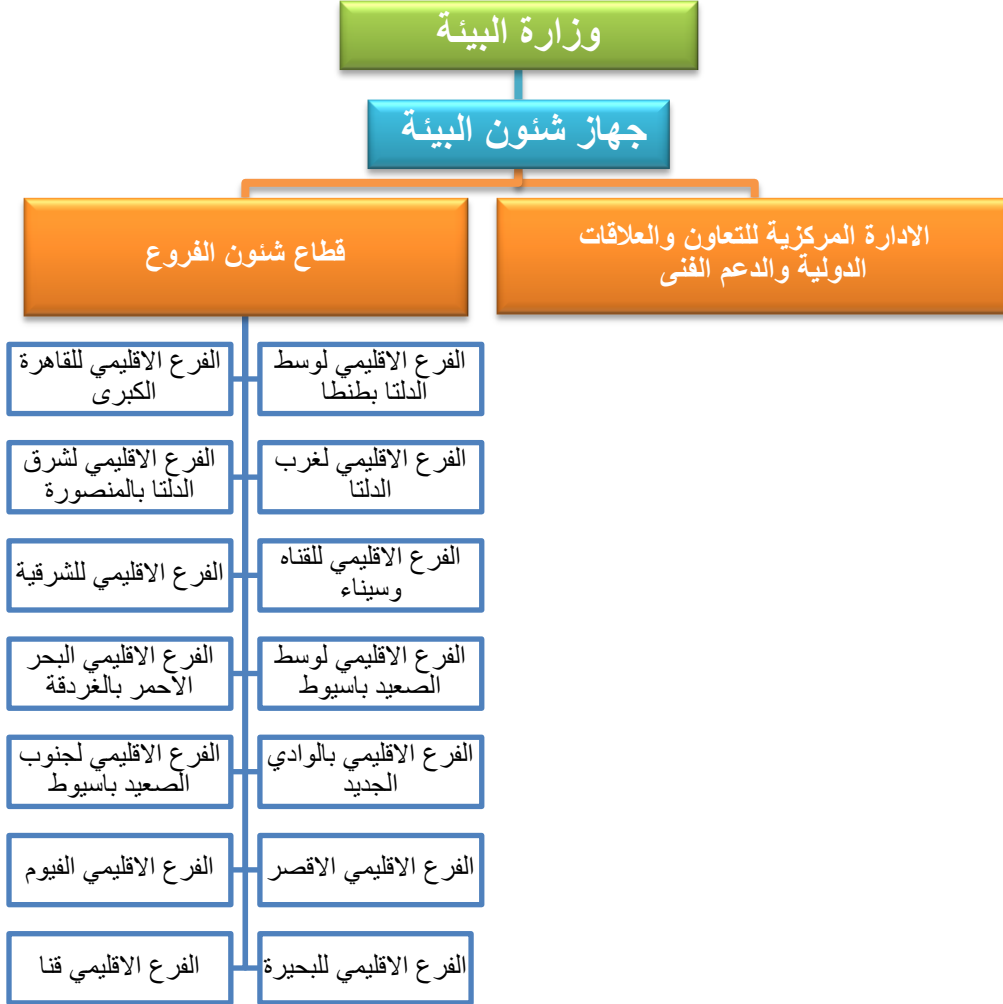 وزارة البيئة
جهاز شئون البيئة
الادارة المركزية للتعاون والعلاقات
الدولية والدعم الفنى
قطاع شئون الفروع
الفرع الاقليمي لوسط
الدلتا بطنطا
الفرع الاقليمي للقاهرة
الكبرى
الفرع الاقليمي لغرب
الدلتا
الفرع الاقليمي لشرق
الدلتا بالمنصورة
الفرع الاقليمي للقناه
وسيناء
الفرع الاقليمي للشرقية
الفرع الاقليمي لوسط
الصعيد باسيوط
الفرع الاقليمي البحر
الاحمر بالغردقة
الفرع الاقليمي بالوادي
الجديد
الفرع الاقليمي لجنوب
الصعيد باسيوط
الفرع الاقليمي الاقصر
الفرع الاقليمي الفيوم
الفرع الاقليمي للبحيرة
الفرع الاقليمي قنا